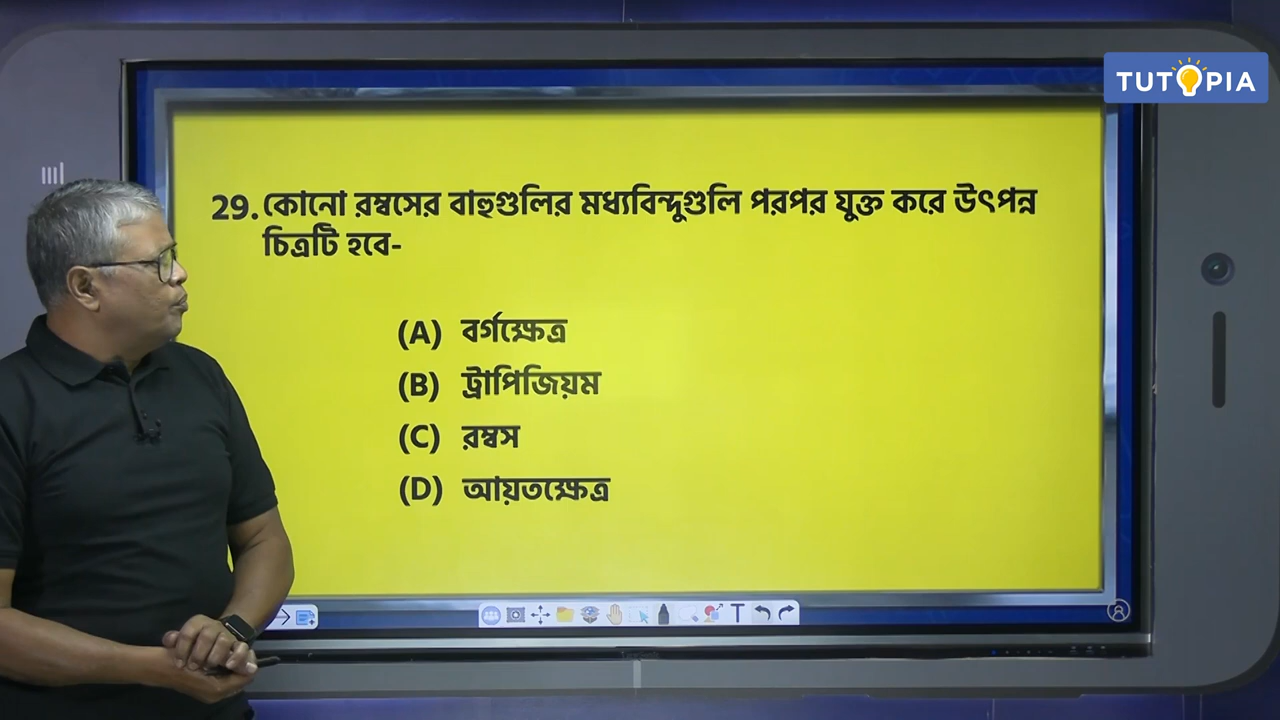 TUTOPIA
29. কোনো রম্বসের বাহুগুলির মধ্যবিন্দুগুলি পরপর যুক্ত করে উৎপন্ন
চিত্রটি হবে-
(A) বর্গক্ষেত্র
(B) ট্রাপিজিয়ম
(C) রম্বস
(D) আয়তক্ষেত্র